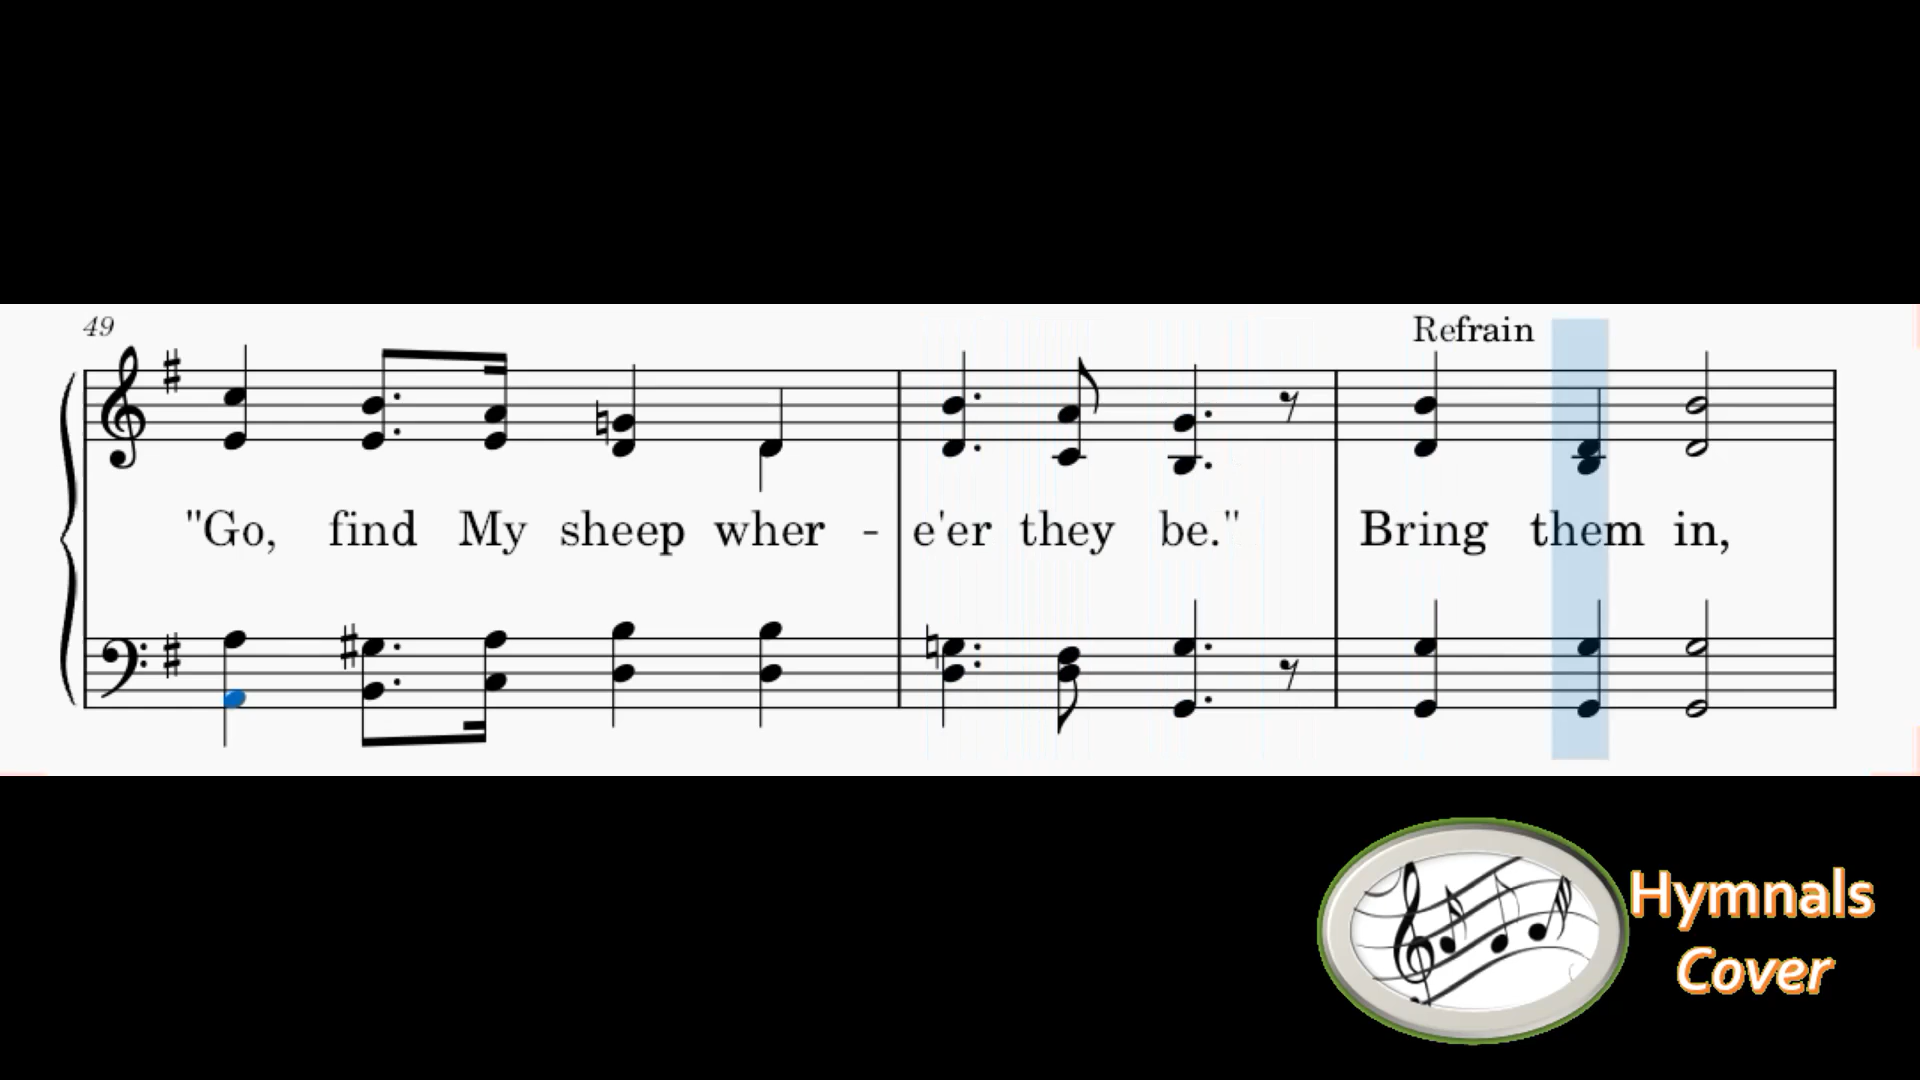 49
Refrain
"Go, find My sheep wher - e'er they be." Bring them in,
Hymnals
Cover